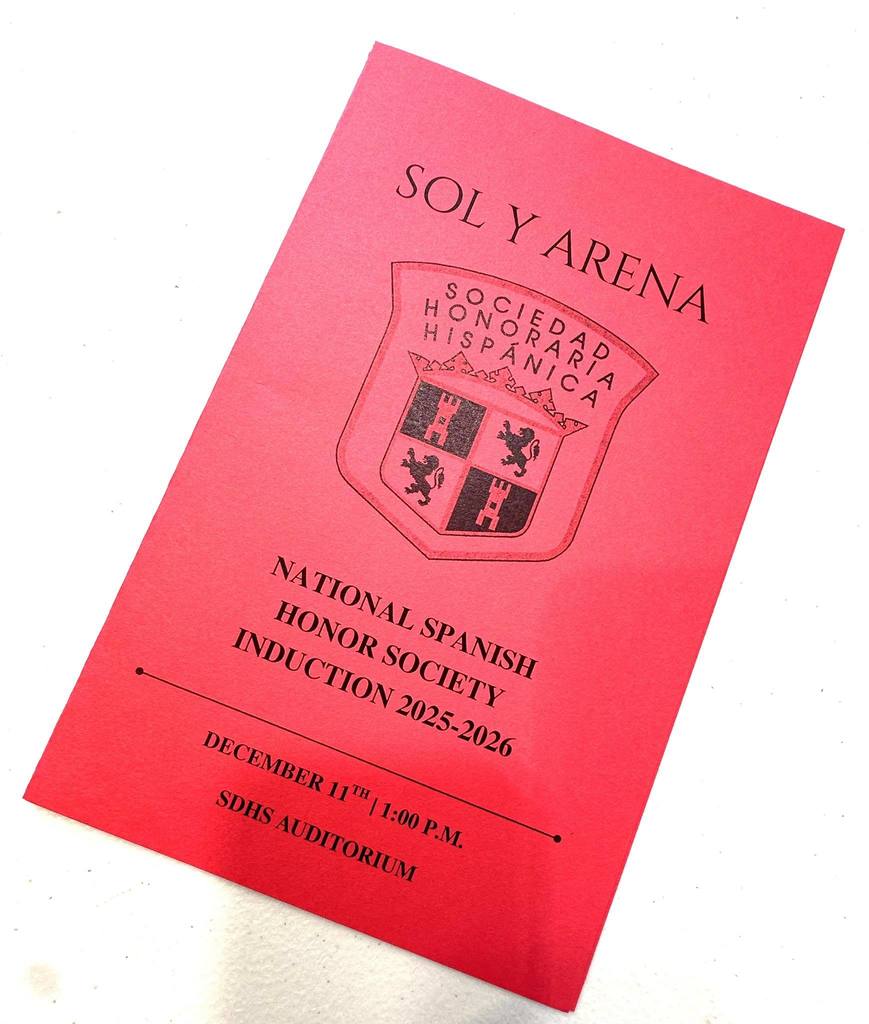 SOL Y ARENA
SOCIEDAD
HONORARIA
HISPÁNICA
NATIONAL SPANISH
HONOR SOCIETY
INDUCTION 2025-2026
DECEMBER 11TH | 1:00 P.M.
SDHS AUDITORIUM